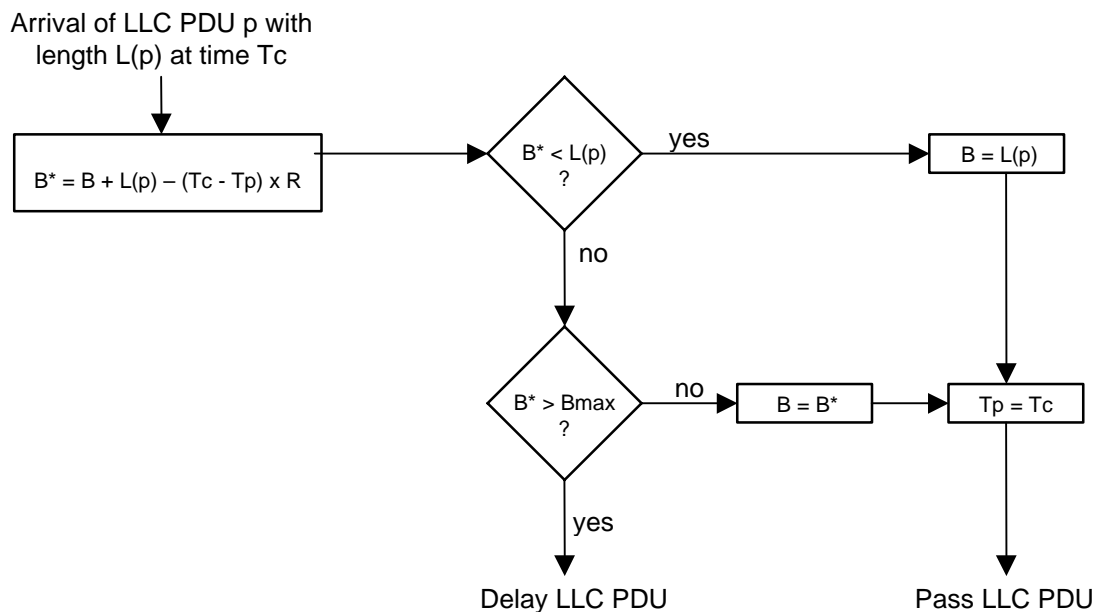 Arrival of LLC PDU p with
length L(p) at time Tc
B* = B + L(p) – (Tc - Tp) x R
B* < L(p)
?
yes
B = L(p)
no
B* > Bmax
?
no
B = B*
Tp = Tc
yes
Delay LLC PDU
Pass LLC PDU